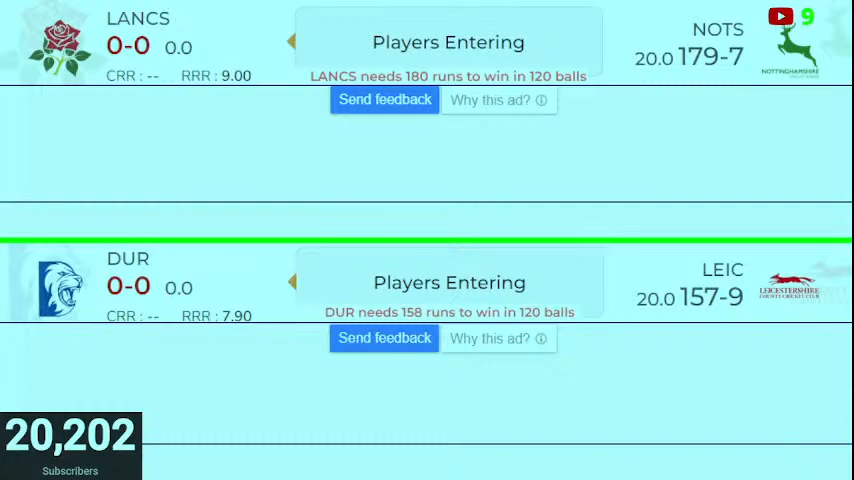 LANCS
0-0 0.0
CRR : -- RRR : 9.00
Players Entering
LANCS needs 180 runs to win in 120 balls
NOTS
20.0 179-7
9
NOTTINGHAMSHIRE
Send feedback
Why this ad?
DUR
0-0 0.0
CRR : -- RRR : 7.90
Players Entering
DUR needs 158 runs to win in 120 balls
LEIC
20.0 157-9
LEICESTERSHIRE
COUNTY CRICKET CLUB
Send feedback
Why this ad?
20,202
Subscribers